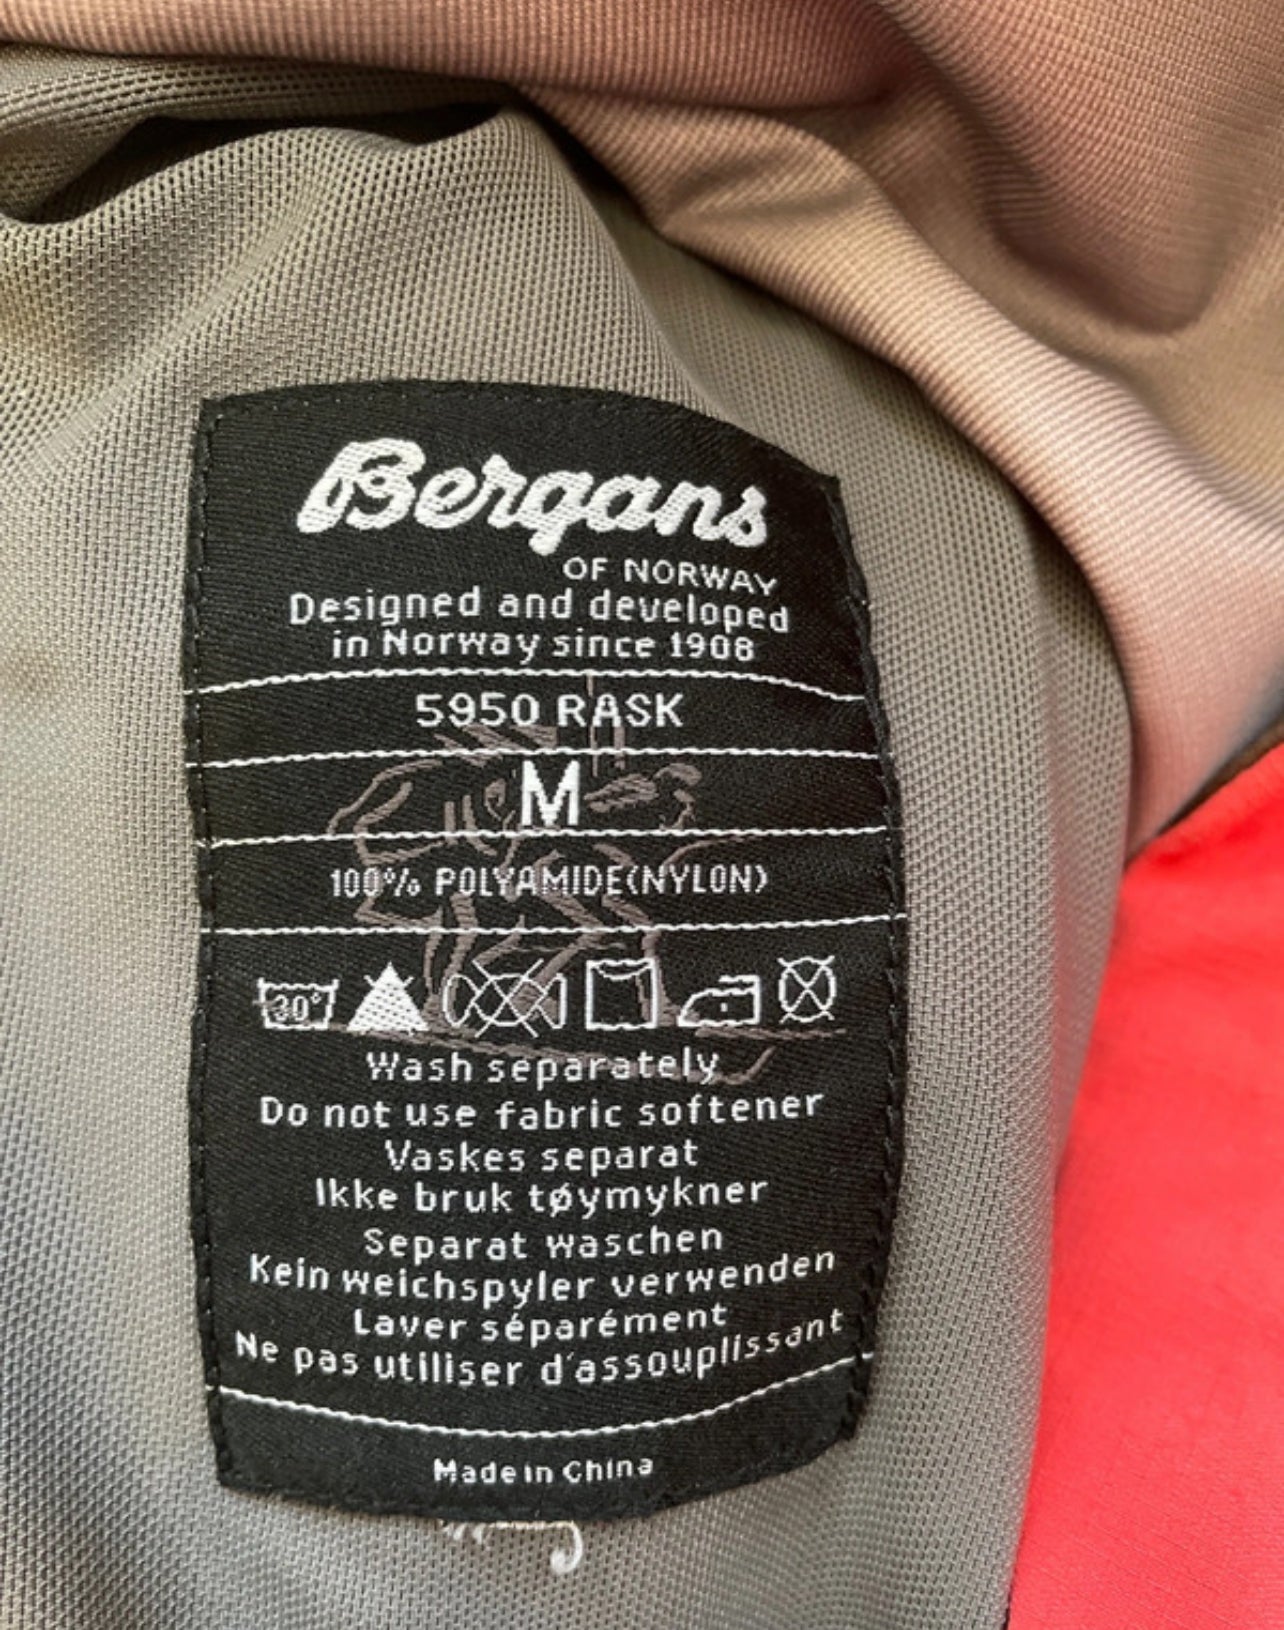 Bergans
OF NORWAY
Designed and developed
in Norway since 1908
5950 RASK
M
100% POLYAMIDE(NYLON)
30°
Wash separately
Do not use fabric softener
Vaskes separat
Ikke bruk tøymykner
Separat waschen
Kein weichspyler verwenden
Laver séparément
Ne pas utiliser d'assouplissant
Made in China